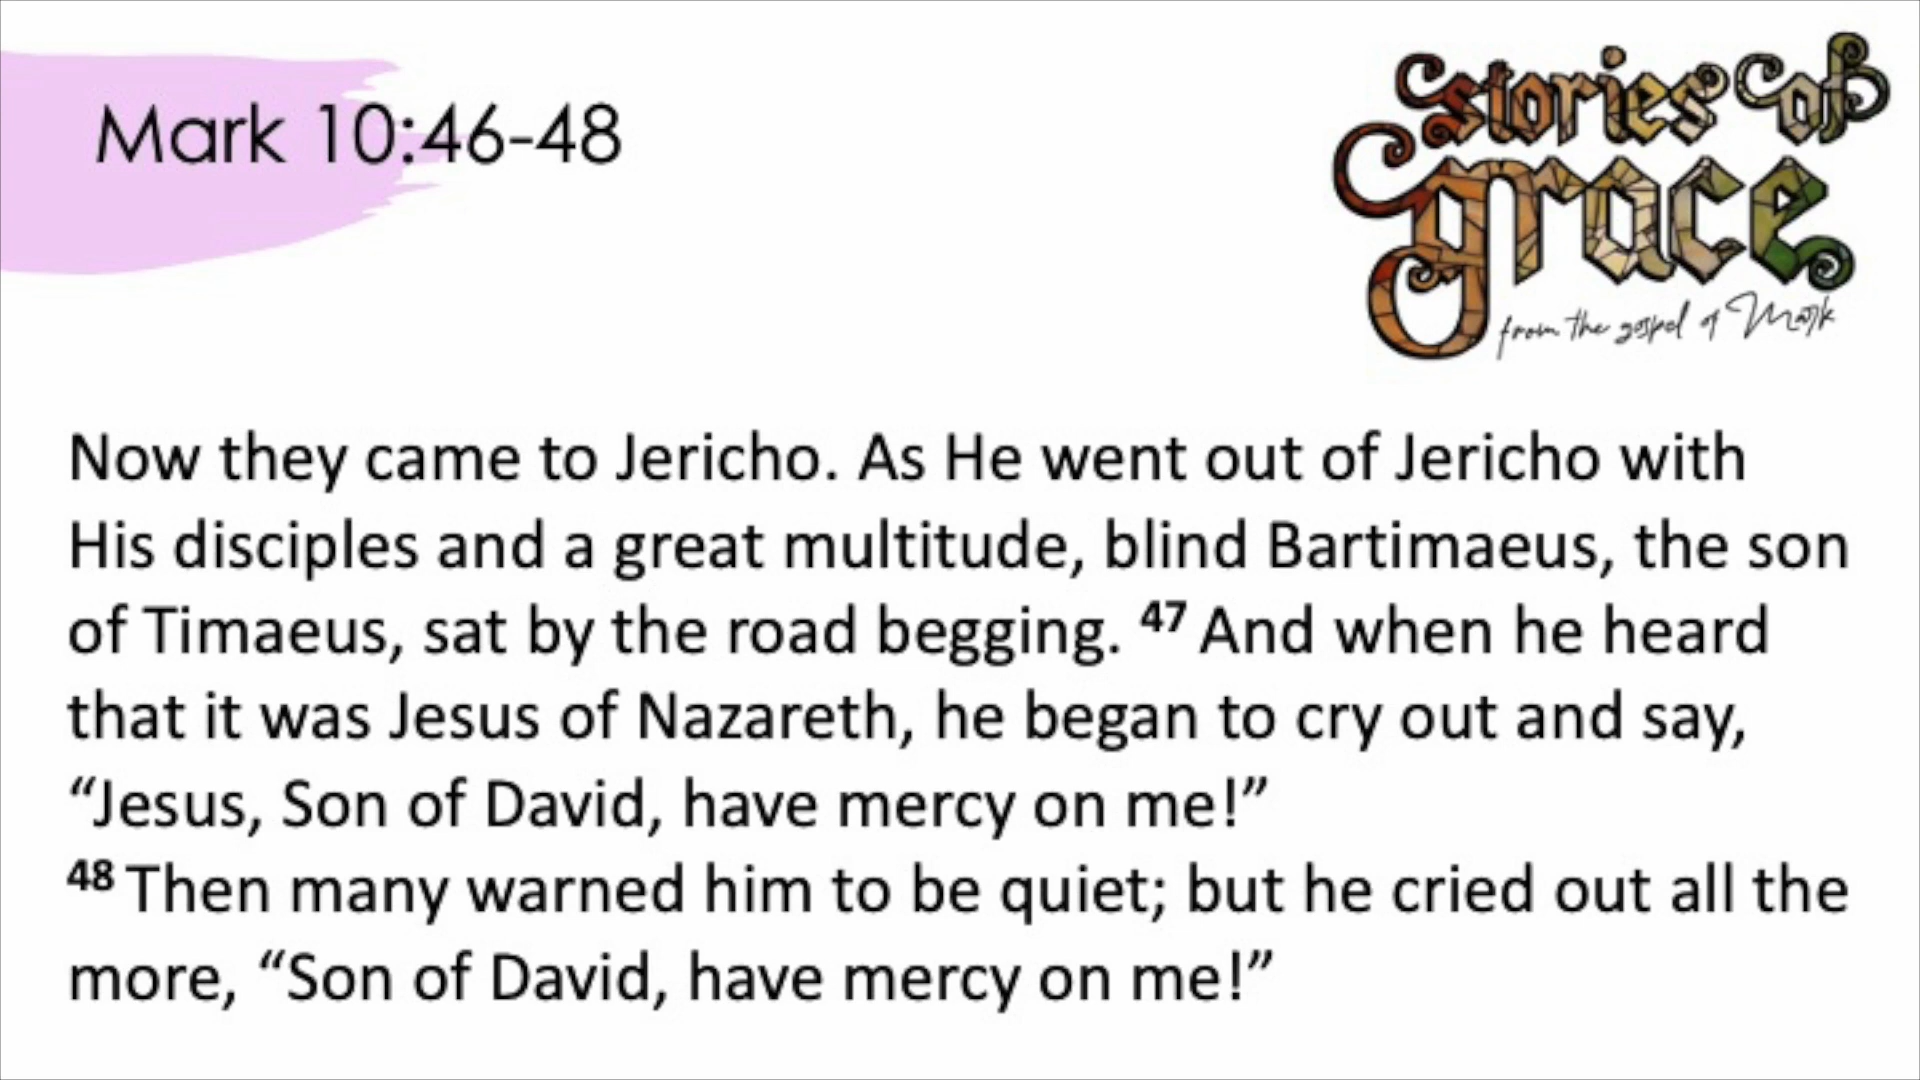 Mark 10:46-48
stories of
grace
from the gospel of Mark
Now they came to Jericho. As He went out of Jericho with
His disciples and a great multitude, blind Bartimaeus, the son
of Timaeus, sat by the road begging. 47 And when he heard
that it was Jesus of Nazareth, he began to cry out and say,
“Jesus, Son of David, have mercy on me!”
48 Then many warned him to be quiet; but he cried out all the
more, “Son of David, have mercy on me!”